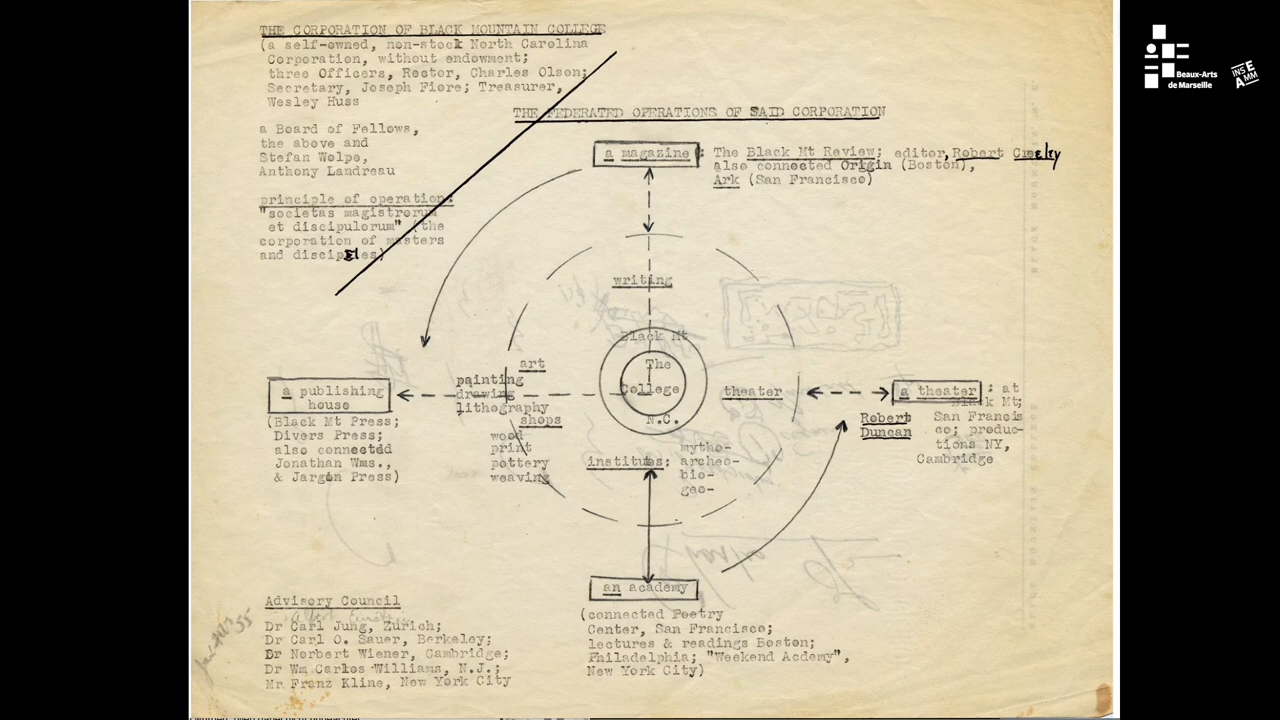 THE CORPORATION OF BLACK MOUNTAIN COLLEGE
(a self-owned, non-stock North Carolina
Corporation, without endowment;
three Officers, Rector, Charles Olson;
Secretary, Joseph Fiore; Treasurer,
Wesley Huss
a Board of Fellows,
the above and
Stefan Wolpe,
Anthony Landreau
principle of operation:
"societas magistrorum
et discipulorum" (the
corporation of masters
and disciples)
THE FEDERATED OPERATIONS OF SAID CORPORATION
a magazine: The Black Mt Review; editor, Robert Creeley
also connected Origin (Boston),
Ark (San Francisco)
writing
Black Mt
The
College
N.C.
art
painting
drawing
lithography
shops
wood
print
pottery
weaving
institutes: mytho-
archeo-
bio-
geo-
theater
a theater: at
Black Mt;
San Francis
co; produc-
tions NY,
Cambridge
Robert
Duncan
a publishing
house
(Black Mt Press;
Divers Press;
also connected
Jonathan Wms.,
& Jargon Press)
an academy
(connected Poetry
Center, San Francisco;
lectures & readings Boston;
Philadelphia; "Weekend Acdemy",
New York City)
Advisory Council
Dr Carl Jung, Zurich;
Dr Carl O. Sauer, Berkeley;
Dr Norbert Wiener, Cambridge;
Dr Wm Carlos Williams, N.J.;
Mr Franz Kline, New York City
Beaux-Arts
de Marseille
INS E
A MM